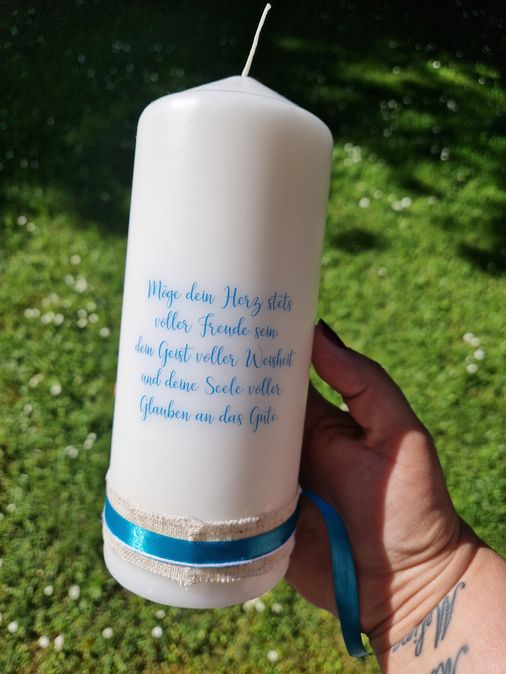 Möge dein Herz stets
voller Freude sein,
dein Geist voller Weisheit
und deine Seele voller
Glauben an das Gute.